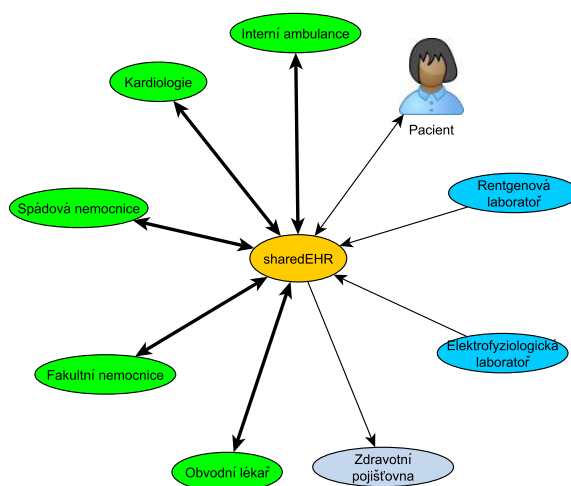 Interní ambulance
Kardiologie
Pacient
Rentgenová
laboratoř
Spádová nemocnice
sharedEHR
Elektrofyziologická
laboratoř
Fakultní nemocnice
Obvodní lékař
Zdravotní
pojišťovna